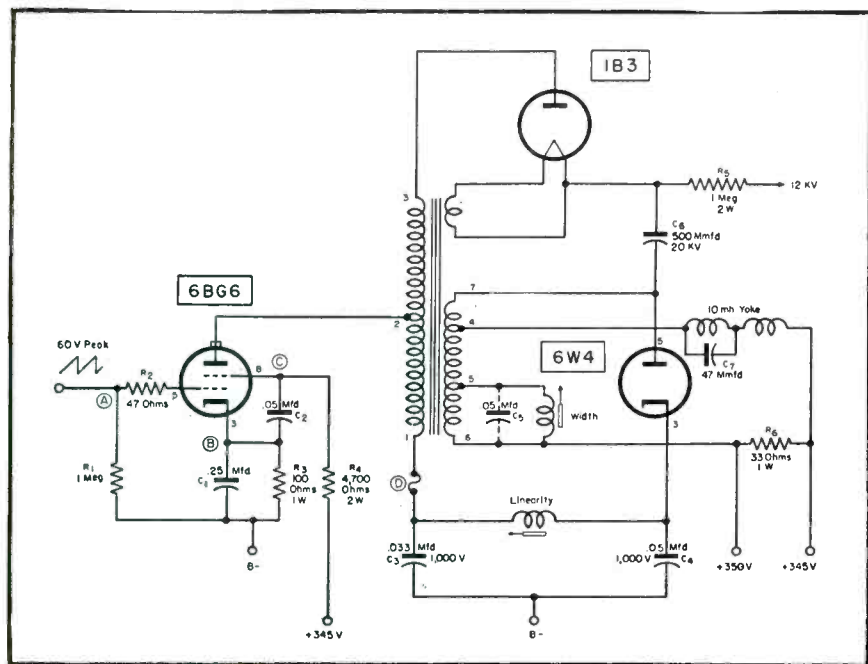 1B3
3
R5
1 Meg
2 W
12 KV
C6
500 Mmfd
20 KV
7
6BG6
2
4
10 mh Yoke
60 V Peak
C
6W4
5
C7
47 Mmfd
R2
8
A
47 Ohms
5
.05 Mfd
C2
5
.05 Mfd
C5
Width
3
3
B
1
6
R6
33 Ohms
1 W
R1
1 Meg
.25 Mfd
C1
R3
100
Ohms
1 W
R4
4,700
Ohms
2 W
D
Linearity
.033 Mfd
C3
1,000 V
.05 Mfd
1,000 V
C4
B-
+350V
+345V
B-
+345V